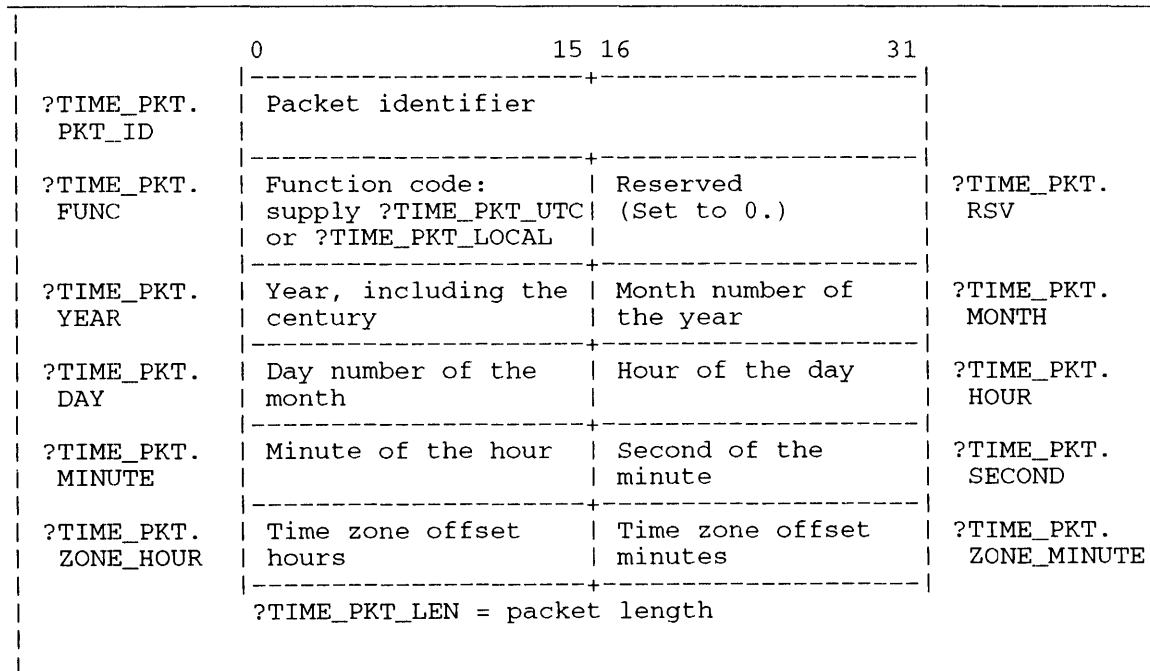 0 15 16 31
|---------------------+--------------------|
?TIME_PKT. | Packet identifier |
PKT_ID | |
|---------------------+--------------------|
?TIME_PKT. | Function code: | Reserved | ?TIME_PKT.
FUNC | supply ?TIME_PKT_UTC| (Set to 0.) | RSV
| or ?TIME_PKT_LOCAL | |
|---------------------+--------------------|
?TIME_PKT. | Year, including the | Month number of | ?TIME_PKT.
YEAR | century | the year | MONTH
|---------------------+--------------------|
?TIME_PKT. | Day number of the | Hour of the day | ?TIME_PKT.
DAY | month | | HOUR
|---------------------+--------------------|
?TIME_PKT. | Minute of the hour | Second of the | ?TIME_PKT.
MINUTE | | minute | SECOND
|---------------------+--------------------|
?TIME_PKT. | Time zone offset | Time zone offset | ?TIME_PKT.
ZONE_HOUR | hours | minutes | ZONE_MINUTE
|---------------------+--------------------|
?TIME_PKT_LEN = packet length